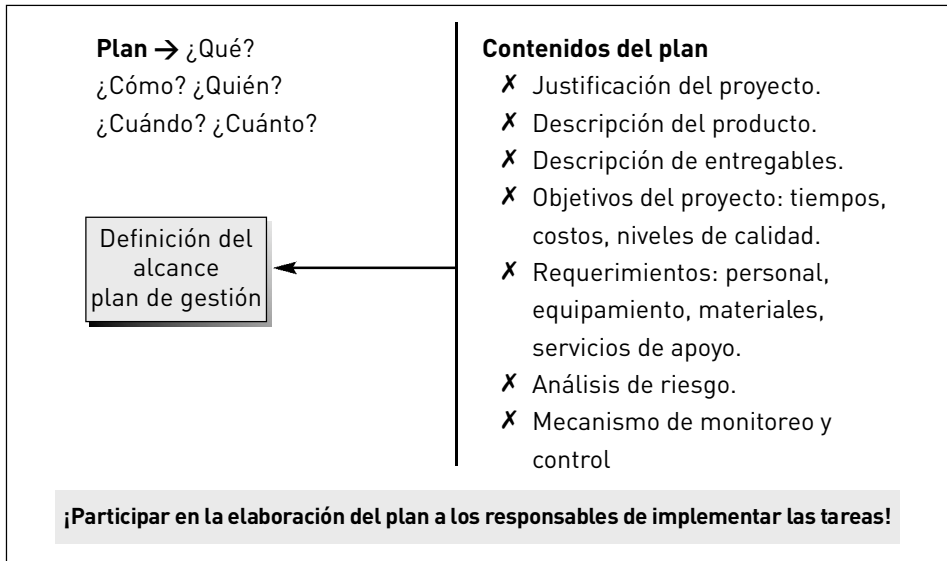 Plan → ¿Qué?
¿Cómo? ¿Quién?
¿Cuándo? ¿Cuánto?
Definición del
alcance
plan de gestión
Contenidos del plan
✗ Justificación del proyecto.
✗ Descripción del producto.
✗ Descripción de entregables.
✗ Objetivos del proyecto: tiempos,
costos, niveles de calidad.
✗ Requerimientos: personal,
equipamiento, materiales,
servicios de apoyo.
✗ Análisis de riesgo.
✗ Mecanismo de monitoreo y
control
¡Participar en la elaboración del plan a los responsables de implementar las tareas!